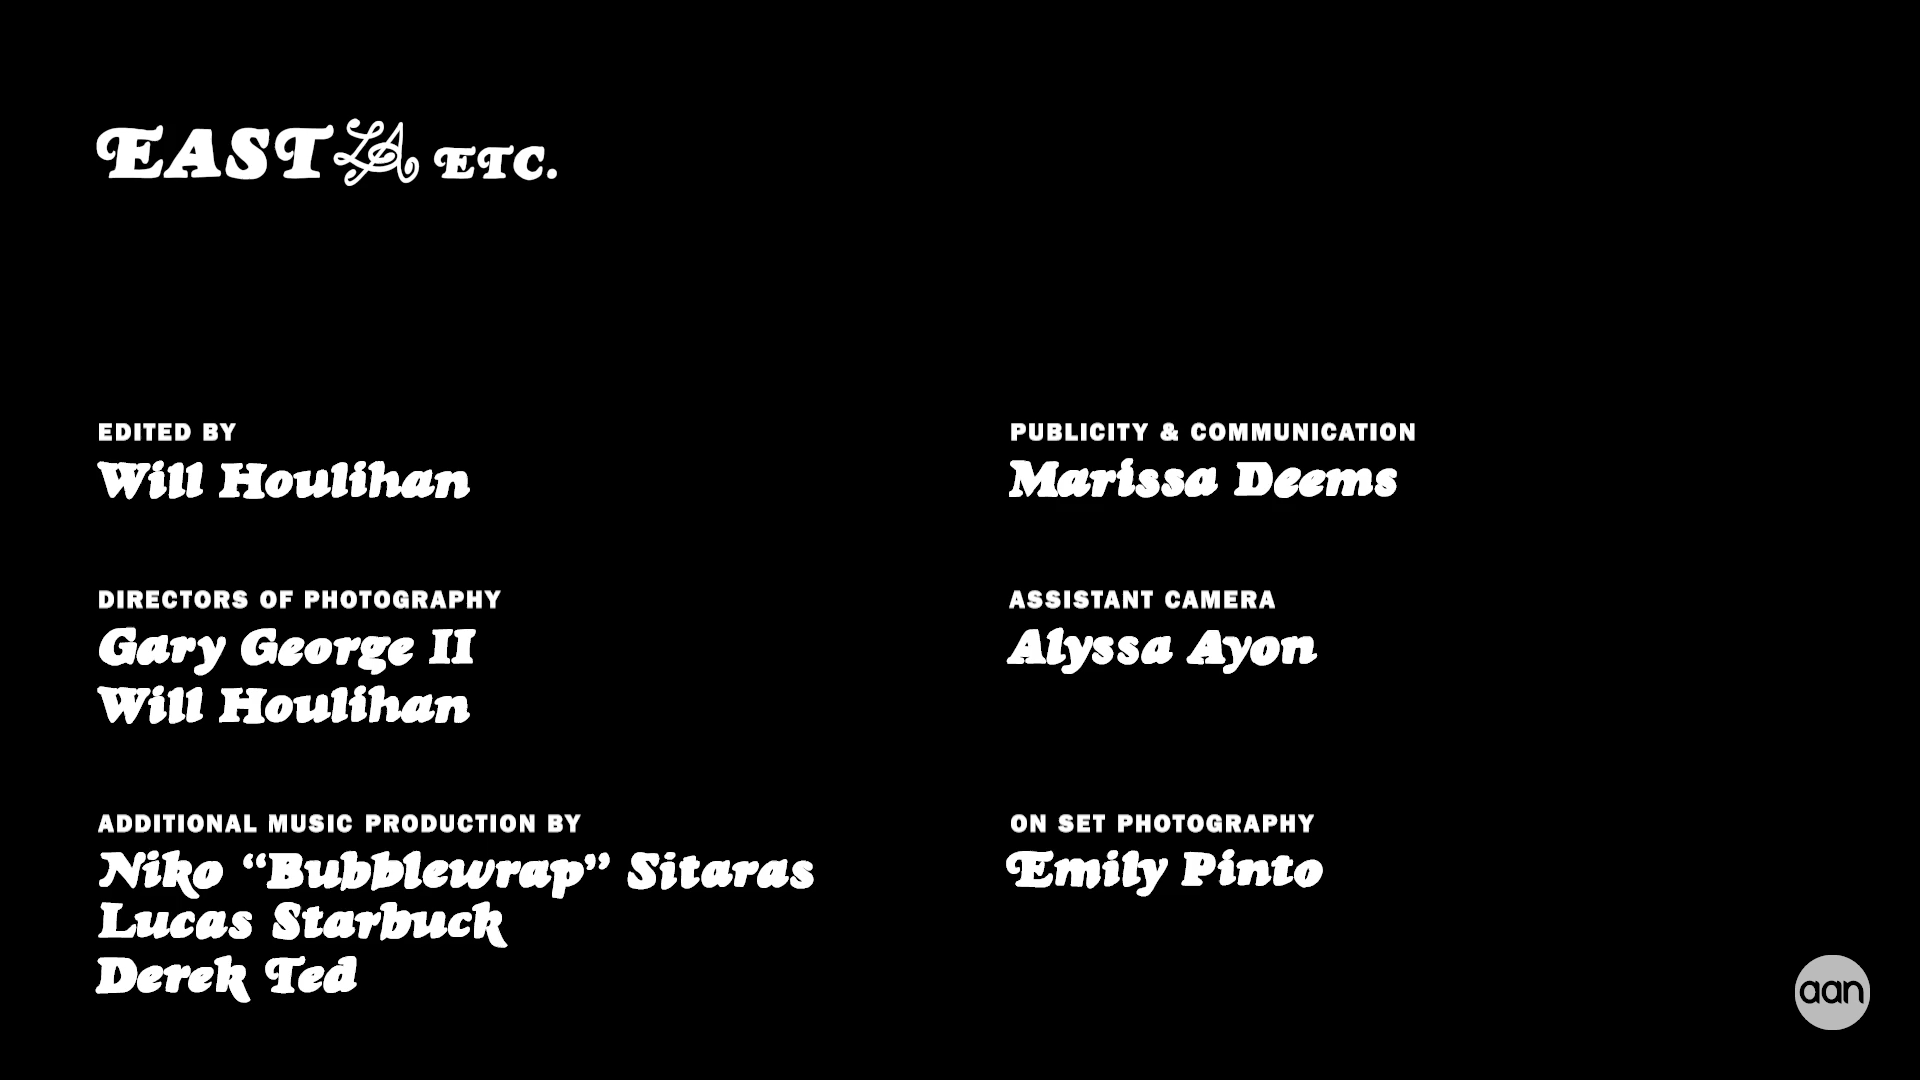 EAST LA ETC.
EDITED BY
Will Houlihan
DIRECTORS OF PHOTOGRAPHY
Gary George II
Will Houlihan
ADDITIONAL MUSIC PRODUCTION BY
Niko “Bubblewrap” Sitaras
Lucas Starbuck
Derek Ted
PUBLICITY & COMMUNICATION
Marissa Deems
ASSISTANT CAMERA
Alyssa Ayon
ON SET PHOTOGRAPHY
Emily Pinto
aan